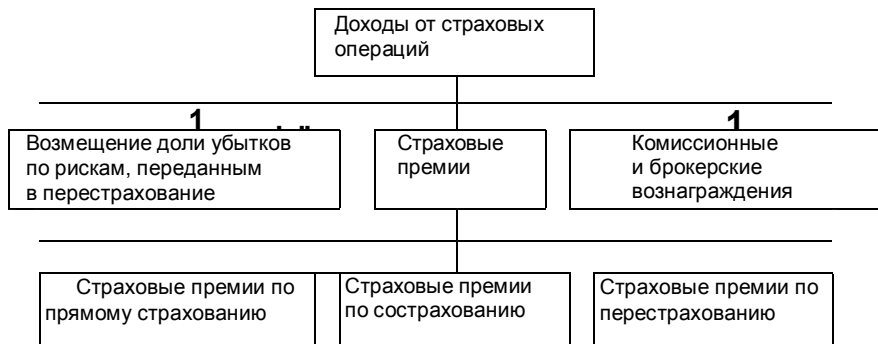 Доходы от страховых
операций
1
1
Возмещение доли убытков
по рискам, переданным
в перестрахование
Страховые
премии
Комиссионные
и брокерские
вознаграждения
Страховые премии по
прямому страхованию
Страховые премии
по сострахованию
Страховые премии по
перестрахованию